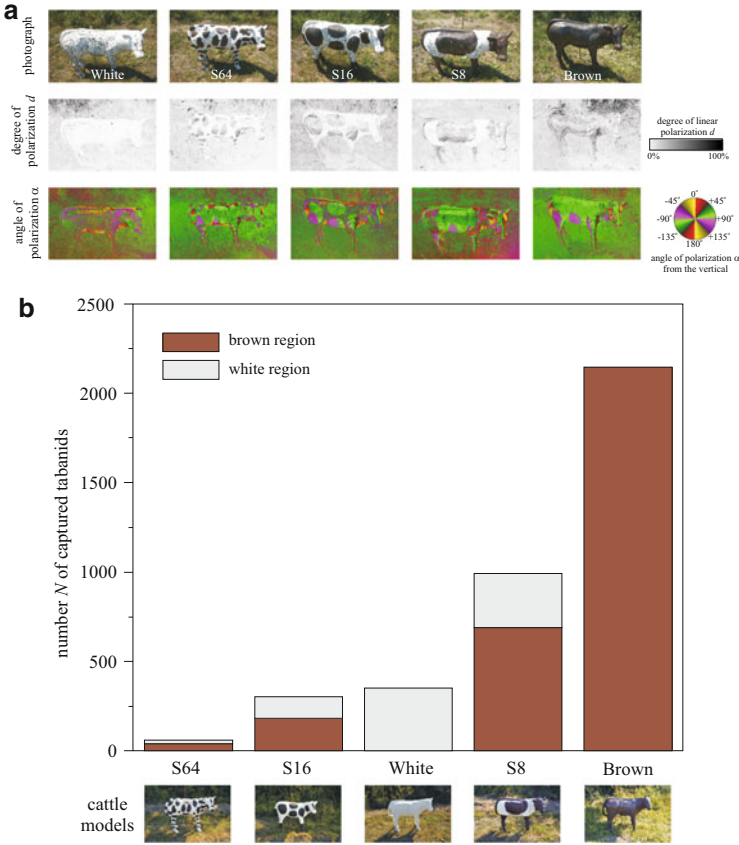 a
photograph
White
S64
S16
S8
Brown
degree of
polarization d
degree of linear
polarization d
0% 100%
angle of
polarization α
0°
-45° +45°
-90° +90°
-135° +135°
180°
angle of polarization α
from the vertical
b
2500
2000
1500
1000
500
0
number N of captured tabanids
brown region
white region
S64 S16 White S8 Brown
cattle
models